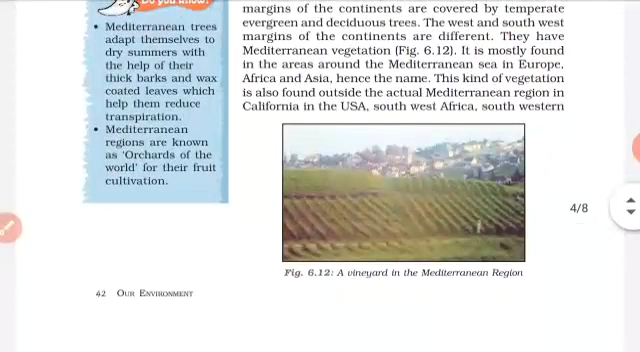 Do you know?
• Mediterranean trees
adapt themselves to
dry summers with
the help of their
thick barks and wax
coated leaves which
help them reduce
transpiration.
• Mediterranean
regions are known
as 'Orchards of the
world' for their fruit
cultivation.
margins of the continents are covered by temperate
evergreen and deciduous trees. The west and south west
margins of the continents are different. They have
Mediterranean vegetation (Fig. 6.12). It is mostly found
in the areas around the Mediterranean sea in Europe,
Africa and Asia, hence the name. This kind of vegetation
is also found outside the actual Mediterranean region in
California in the USA, south west Africa, south western
Fig. 6.12: A vineyard in the Mediterranean Region
4/8
42 OUR ENVIRONMENT